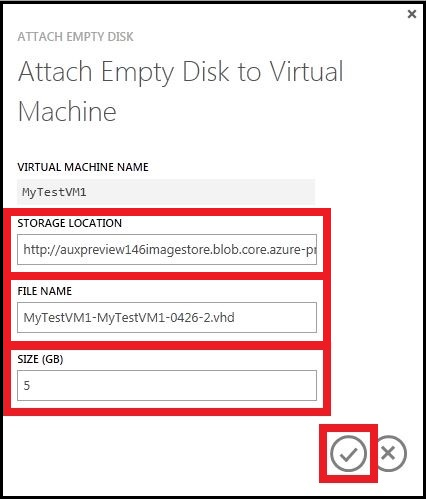 ATTACH EMPTY DISK
Attach Empty Disk to Virtual
Machine
VIRTUAL MACHINE NAME
MyTestVM1
STORAGE LOCATION
http://auxpreview146imagestore.blob.core.azure-pr
FILE NAME
MyTestVM1-MyTestVM1-0426-2.vhd
SIZE (GB)
5